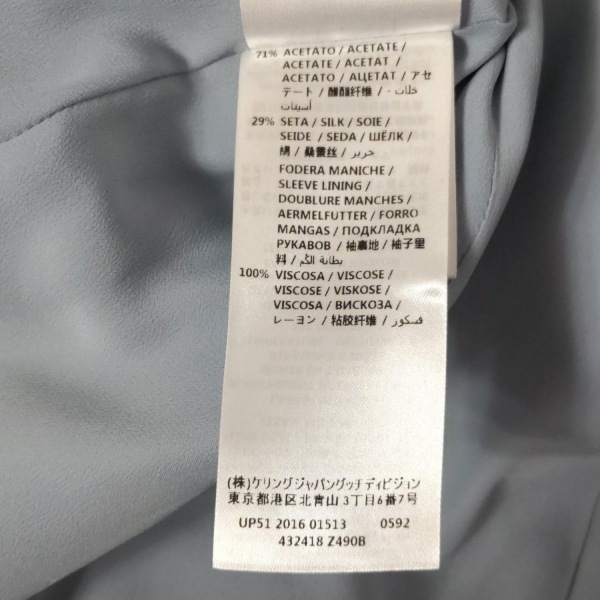 71% ACETATO / ACETATE /
ACETATE / ACETAT /
ACETATO / АЦЕТАТ / アセ
テート / 醋酯纤维 / خلات -
أسيتات
29% SETA / SILK / SOIE /
SEIDE / SEDA / ШЁЛК /
絹 / 桑蚕丝 / حرير
FODERA MANICHE /
SLEEVE LINING /
DOUBLURE MANCHES /
AERMELFUTTER / FORRO
MANGAS / ПОДКЛАДКА
РУКАВОВ / 袖裏地 / 袖子里
料 / بطانة الكُم
100% VISCOSA / VISCOSE /
VISCOSE / VISKOSE /
VISCOSA / ВИСКОЗА /
レーヨン / 粘胶纤维 / فسكوز
(株)ケリングジャパングッチディビジョン
東京都港区北青山3丁目6番7号
UP51 2016 01513 0592
432418 Z490B